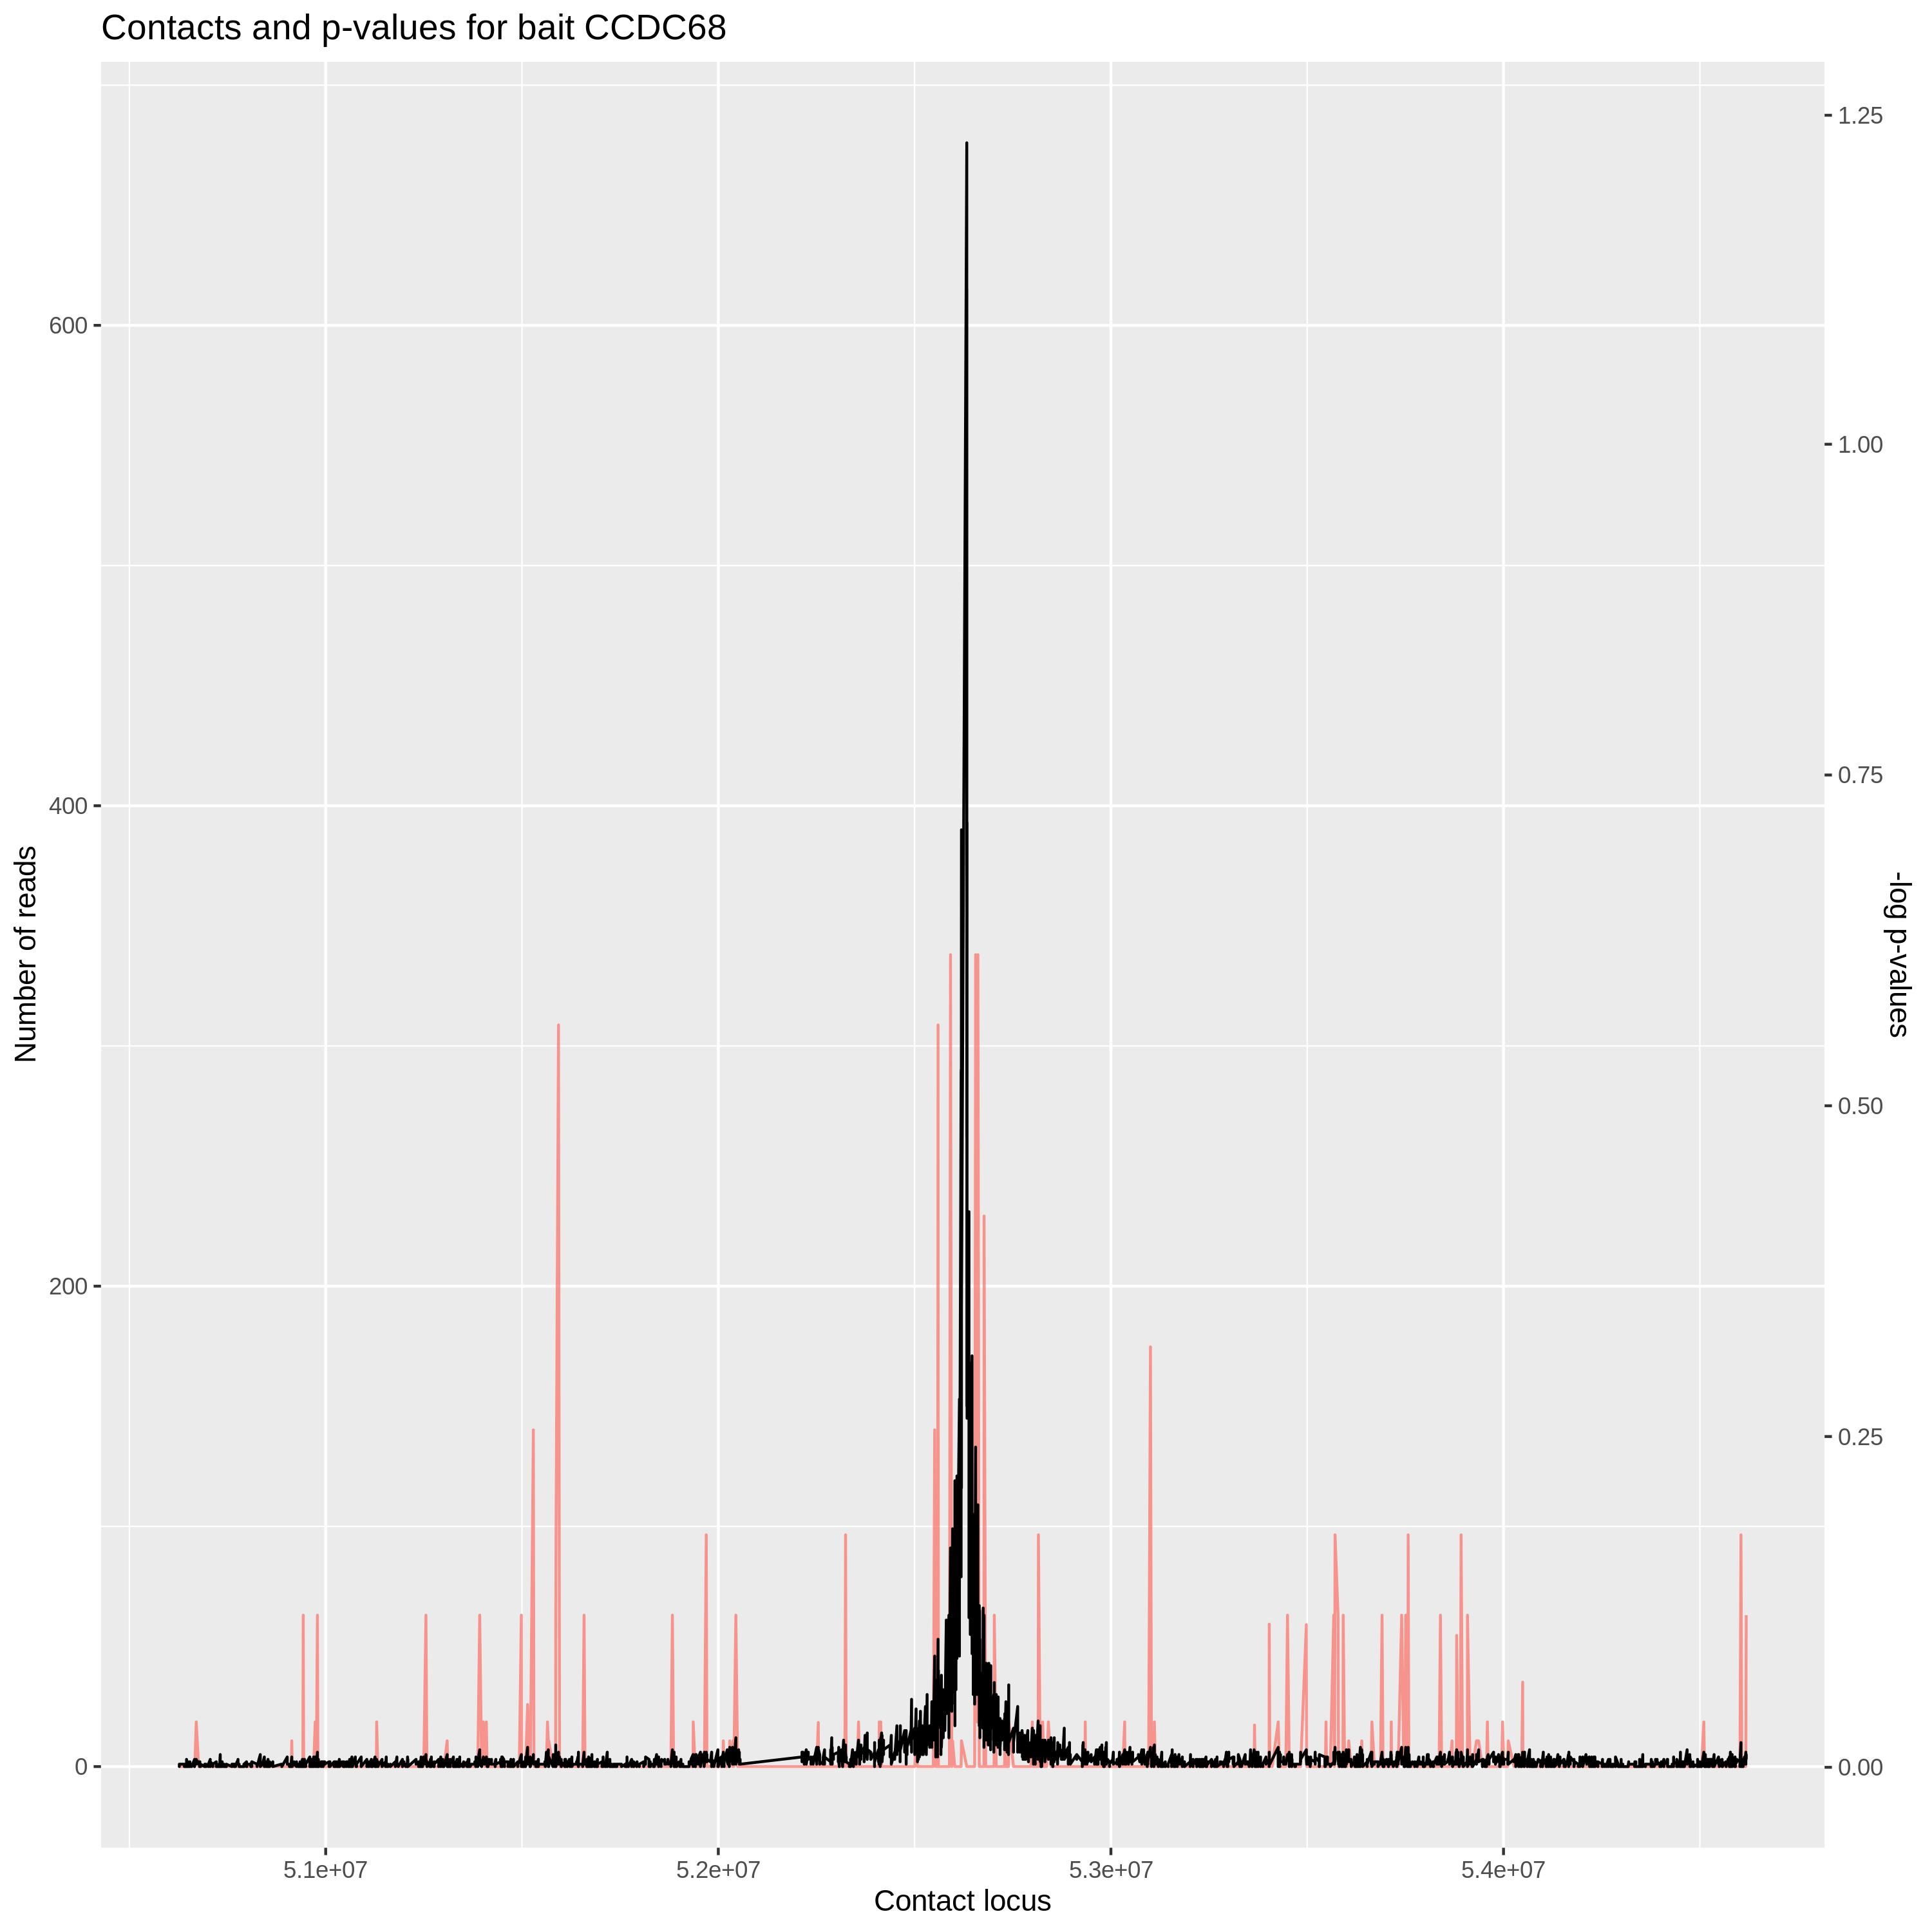 Contacts and p-values for bait CCDC68
Number of reads
600
400
200
0
1.25
1.00
0.75
0.50
0.25
0.00
-log p-values
5.1e+07 5.2e+07 5.3e+07 5.4e+07
Contact locus